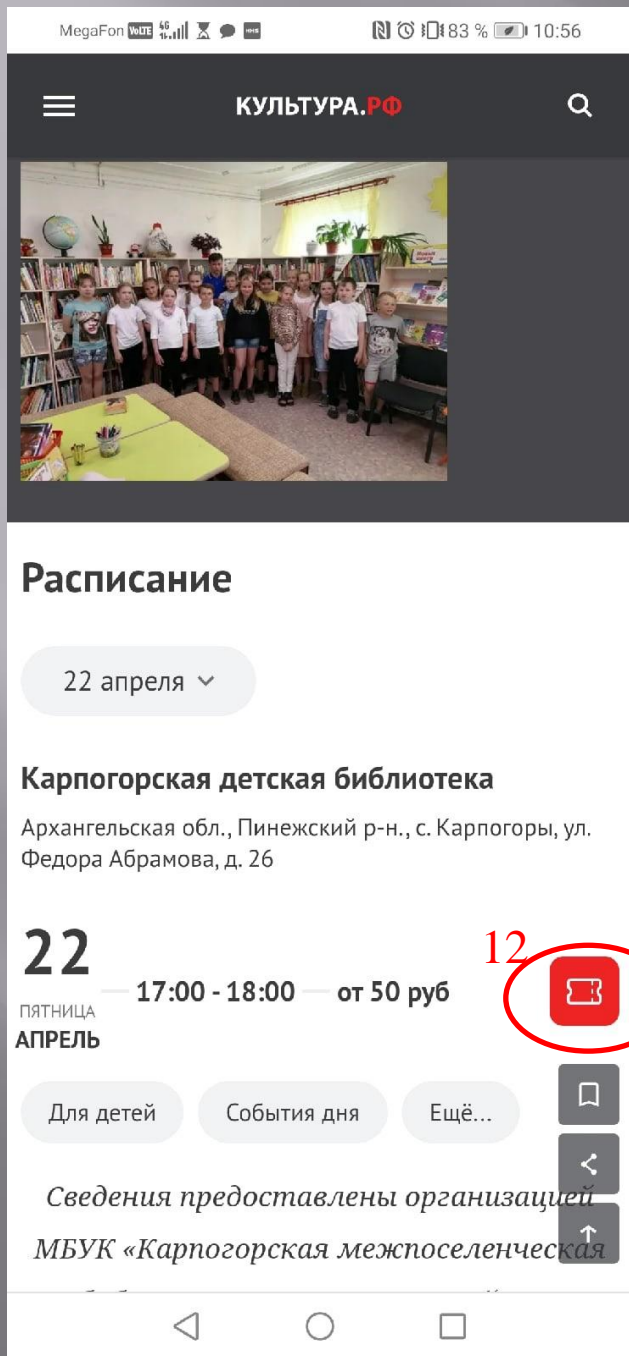 MegaFon VoLTE 4G 83 % 10:56
КУЛЬТУРА.РФ
Расписание
22 апреля
Карпогорская детская библиотека
Архангельская обл., Пинежский р-н., с. Карпогоры, ул.
Федора Абрамова, д. 26
12
22
ПЯТНИЦА
АПРЕЛЬ
17:00 - 18:00 от 50 руб
Для детей События дня Ещё...
Сведения предоставлены организацией
МБУК «Карпогорская межпоселенческая